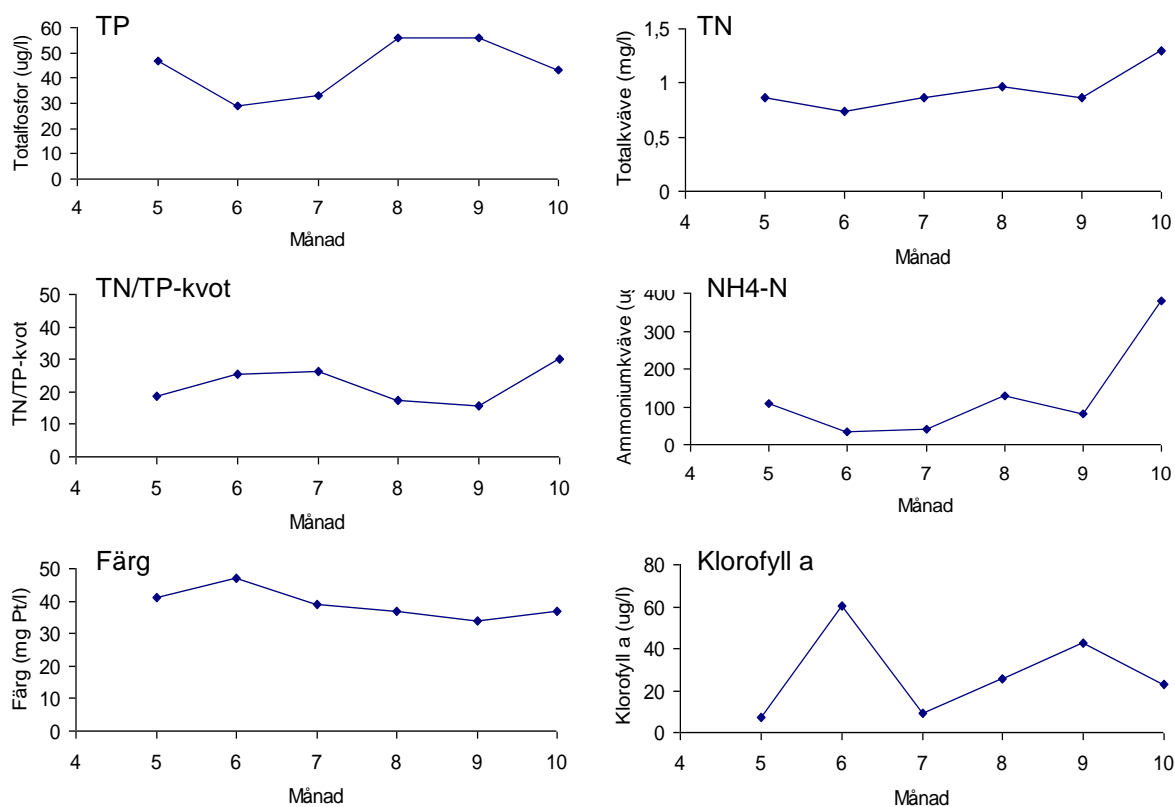 TP
Totalfosfor (ug/l)
60
50
40
30
20
10
0
4 5 6 7 8 9 10
Månad
TN
Totalkväve (mg/l)
1,5
1
0,5
0
4 5 6 7 8 9 10
Månad
TN/TP-kvot
TN/TP-kvot
50
40
30
20
10
0
4 5 6 7 8 9 10
Månad
NH4-N
Ammoniumkväve (ug
400
300
200
100
0
4 5 6 7 8 9 10
Månad
Färg
Färg (mg Pt/l)
50
40
30
20
10
0
4 5 6 7 8 9 10
Månad
Klorofyll a
Klorofyll a (ug/l)
80
60
40
20
0
4 5 6 7 8 9 10
Månad